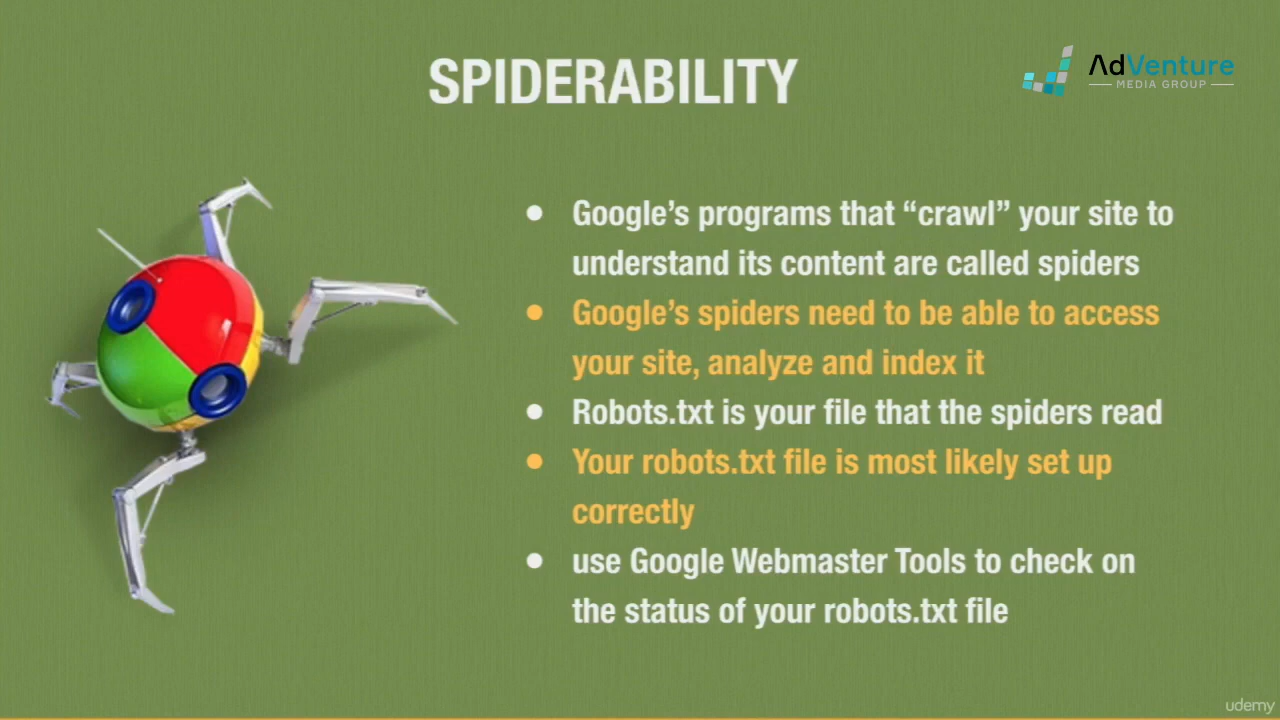 SPIDERABILITY
AdVenture
MEDIA GROUP
• Google’s programs that “crawl” your site to
understand its content are called spiders
• Google’s spiders need to be able to access
your site, analyze and index it
• Robots.txt is your file that the spiders read
• Your robots.txt file is most likely set up
correctly
• use Google Webmaster Tools to check on
the status of your robots.txt file
udemy